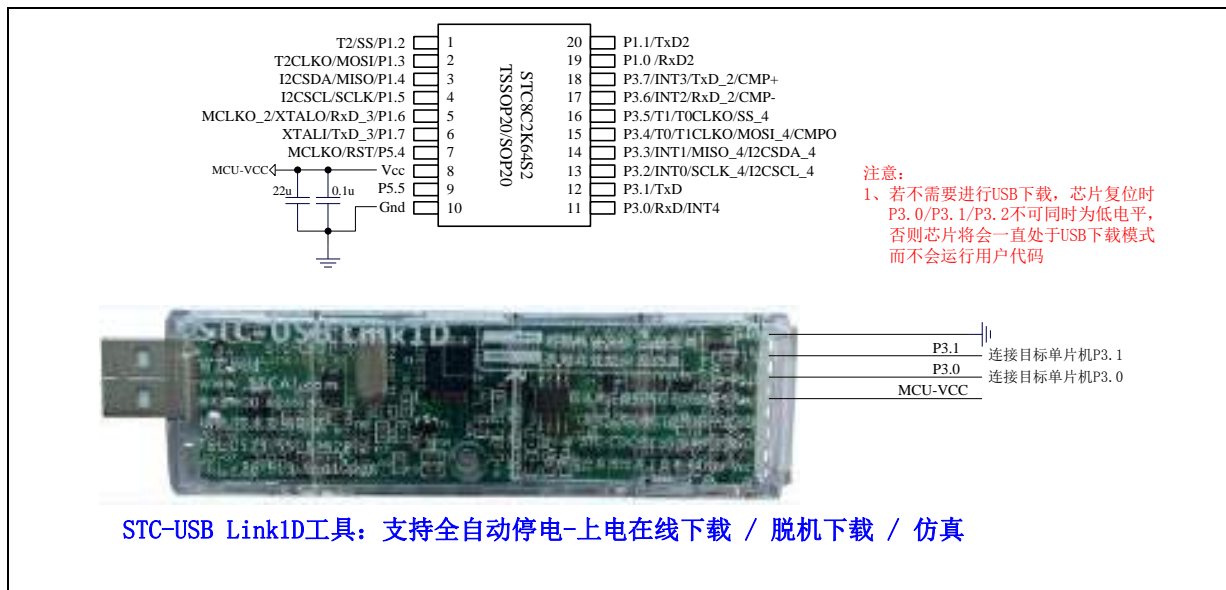 T2/SS/P1.2
T2CLKO/MOSI/P1.3
I2CSDA/MISO/P1.4
I2CSCL/SCLK/P1.5
MCLKO_2/XTALO/RxD_3/P1.6
XTALI/TxD_3/P1.7
MCLKO/RST/P5.4
Vcc
P5.5
Gnd
MCU-VCC
22u
0.1u
1
2
3
4
5
6
7
8
9
10
STC8C2K64S2
TSSOP20/SOP20
20
19
18
17
16
15
14
13
12
11
P1.1/TxD2
P1.0 /RxD2
P3.7/INT3/TxD_2/CMP+
P3.6/INT2/RxD_2/CMP-
P3.5/T1/T0CLKO/SS_4
P3.4/T0/T1CLKO/MOSI_4/CMPO
P3.3/INT1/MISO_4/I2CSDA_4
P3.2/INT0/SCLK_4/I2CSCL_4
P3.1/TxD
P3.0/RxD/INT4
注意：
1、若不需要进行USB下载，芯片复位时
P3.0/P3.1/P3.2不可同时为低电平，
否则芯片将会一直处于USB下载模式
而不会运行用户代码
STC-USB Link1D
P3.1 连接目标单片机P3.1
P3.0 连接目标单片机P3.0
MCU-VCC
STC-USB Link1D工具：支持全自动停电-上电在线下载 / 脱机下载 / 仿真